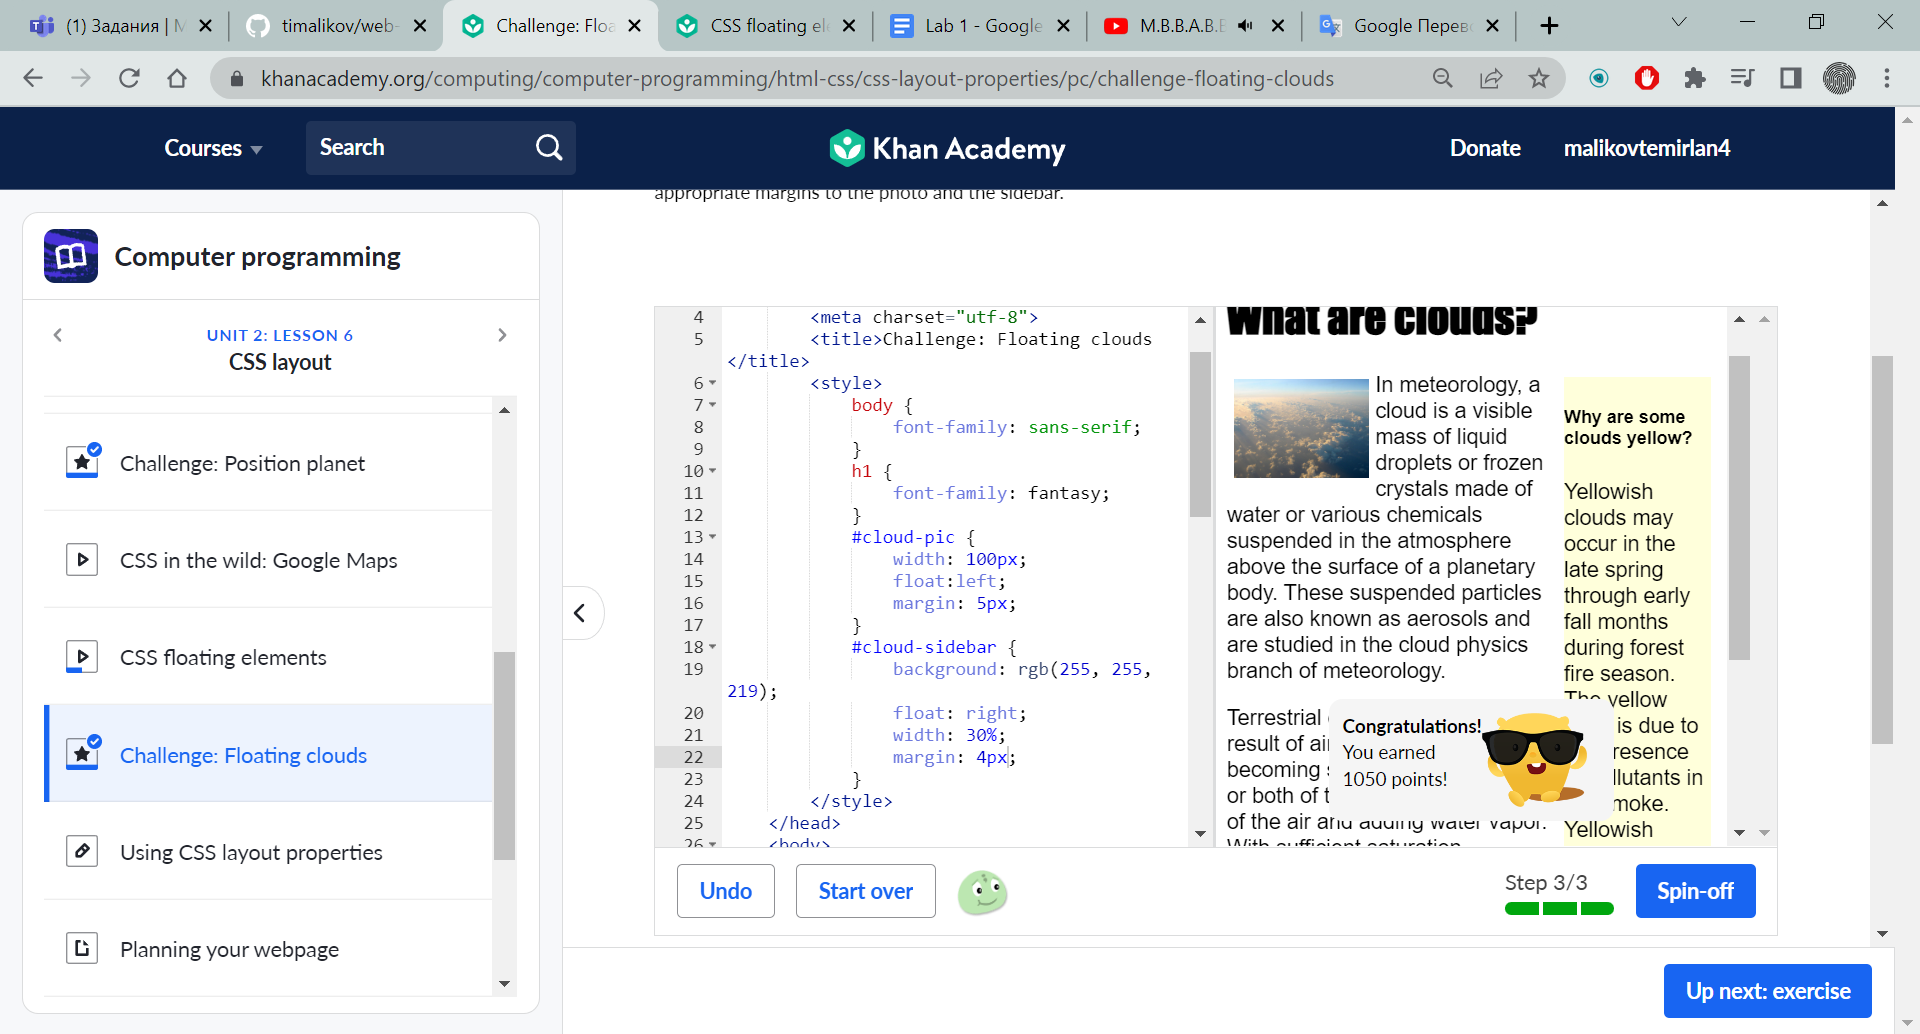 (1) Задания | M
timalikov/web-
Challenge: Floa
CSS floating ele
Lab 1 - Google
M.B.B.A.B.B
Google Перев
khanacademy.org/computing/computer-programming/html-css/css-layout-properties/pc/challenge-floating-clouds
Courses
Search
Khan Academy
Donate
malikovtemirlan4
appropriate margins to the photo and the sidebar.
Computer programming
UNIT 2: LESSON 6
CSS layout
Challenge: Position planet
CSS in the wild: Google Maps
CSS floating elements
Challenge: Floating clouds
Using CSS layout properties
Planning your webpage
4 <meta charset="utf-8">
5 <title>Challenge: Floating clouds
</title>
6 <style>
7 body {
8 font-family: sans-serif;
9 }
10 h1 {
11 font-family: fantasy;
12 }
13 #cloud-pic {
14 width: 100px;
15 float:left;
16 margin: 5px;
17 }
18 #cloud-sidebar {
19 background: rgb(255, 255,
219);
20 float: right;
21 width: 30%;
22 margin: 4px;
23 }
24 </style>
25 </head>
26 <body>
What are clouds?
In meteorology, a
cloud is a visible
mass of liquid
droplets or frozen
crystals made of
water or various chemicals
suspended in the atmosphere
above the surface of a planetary
body. These suspended particles
are also known as aerosols and
are studied in the cloud physics
branch of meteorology.
Terrestrial
result of air
becoming
or both of t
of the air and adding water vapor.
With sufficient saturation
Why are some
clouds yellow?
Yellowish
clouds may
occur in the
late spring
through early
fall months
during forest
fire season.
The yellow
is due to
resence
llutants in
moke.
Yellowish
Congratulations!
You earned
1050 points!
Undo
Start over
Step 3/3
Spin-off
Up next: exercise